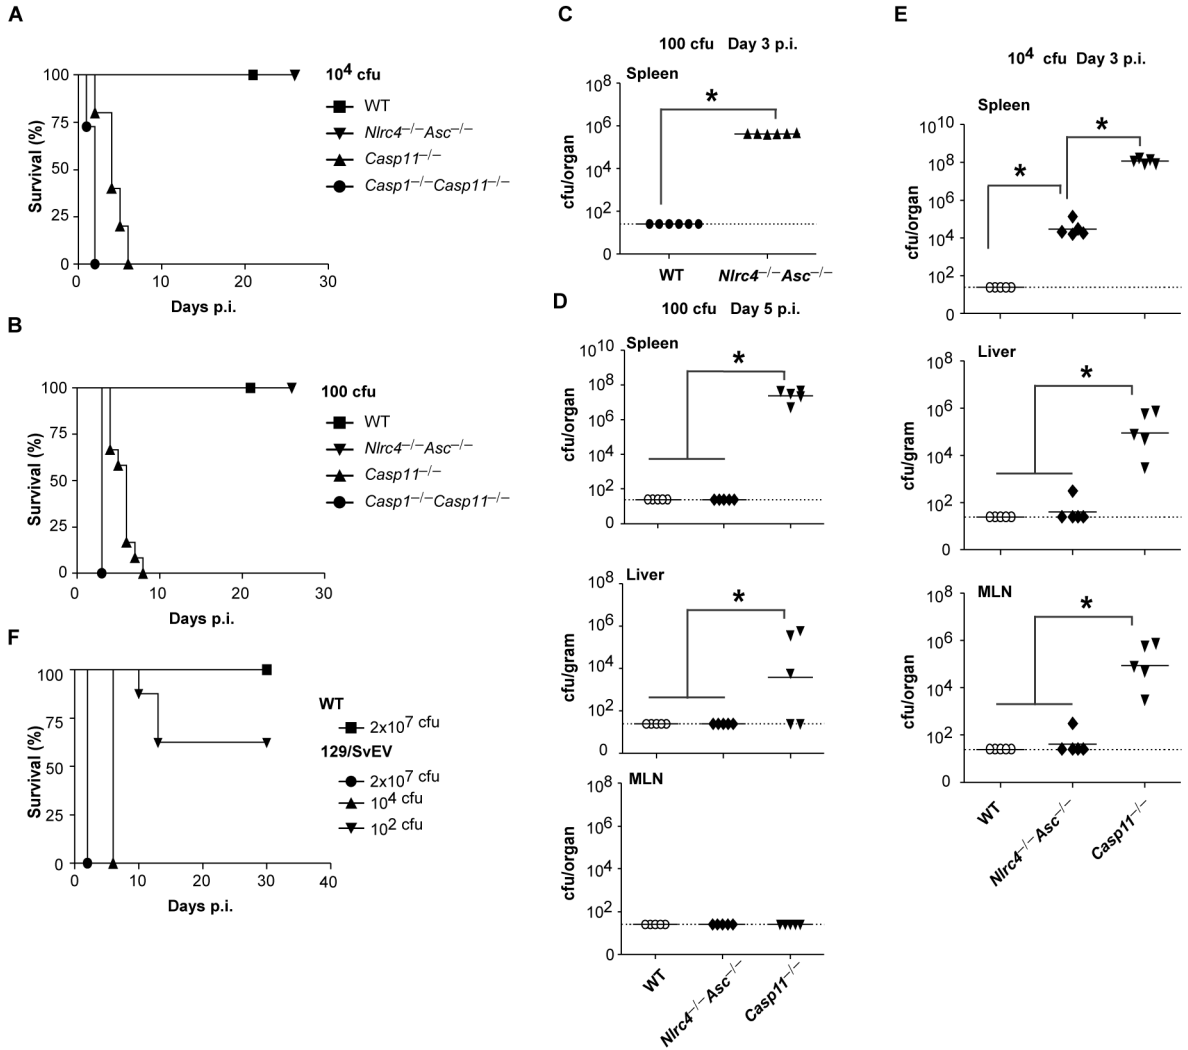 A
10⁴ cfu
Survival (%)
100
75
50
25
0
0 10 20 30
Days p.i.
WT
Nlrc4–/–Asc–/–
Casp11–/–
Casp1–/–Casp11–/–
B
100 cfu
Survival (%)
100
75
50
25
0
0 10 20 30
Days p.i.
WT
Nlrc4–/–Asc–/–
Casp11–/–
Casp1–/–Casp11–/–
F
Survival (%)
100
75
50
25
0
0 10 20 30 40
Days p.i.
WT
2x10⁷ cfu
129/SvEV
2x10⁷ cfu
10⁴ cfu
10² cfu
C
100 cfu Day 3 p.i.
Spleen
cfu/organ
10⁸
10⁶
10⁴
10²
0
*
WT Nlrc4–/–Asc–/–
D
100 cfu Day 5 p.i.
Spleen
cfu/organ
10¹⁰
10⁸
10⁶
10⁴
10²
0
*
Liver
cfu/gram
10⁸
10⁶
10⁴
10²
0
*
MLN
cfu/organ
10⁸
10⁶
10⁴
10²
0
WT
Nlrc4–/–Asc–/–
Casp11–/–
E
10⁴ cfu Day 3 p.i.
Spleen
cfu/organ
10¹⁰
10⁸
10⁶
10⁴
10²
0
*
*
Liver
cfu/gram
10⁸
10⁶
10⁴
10²
0
*
MLN
cfu/organ
10⁸
10⁶
10⁴
10²
0
*
WT
Nlrc4–/–Asc–/–
Casp11–/–